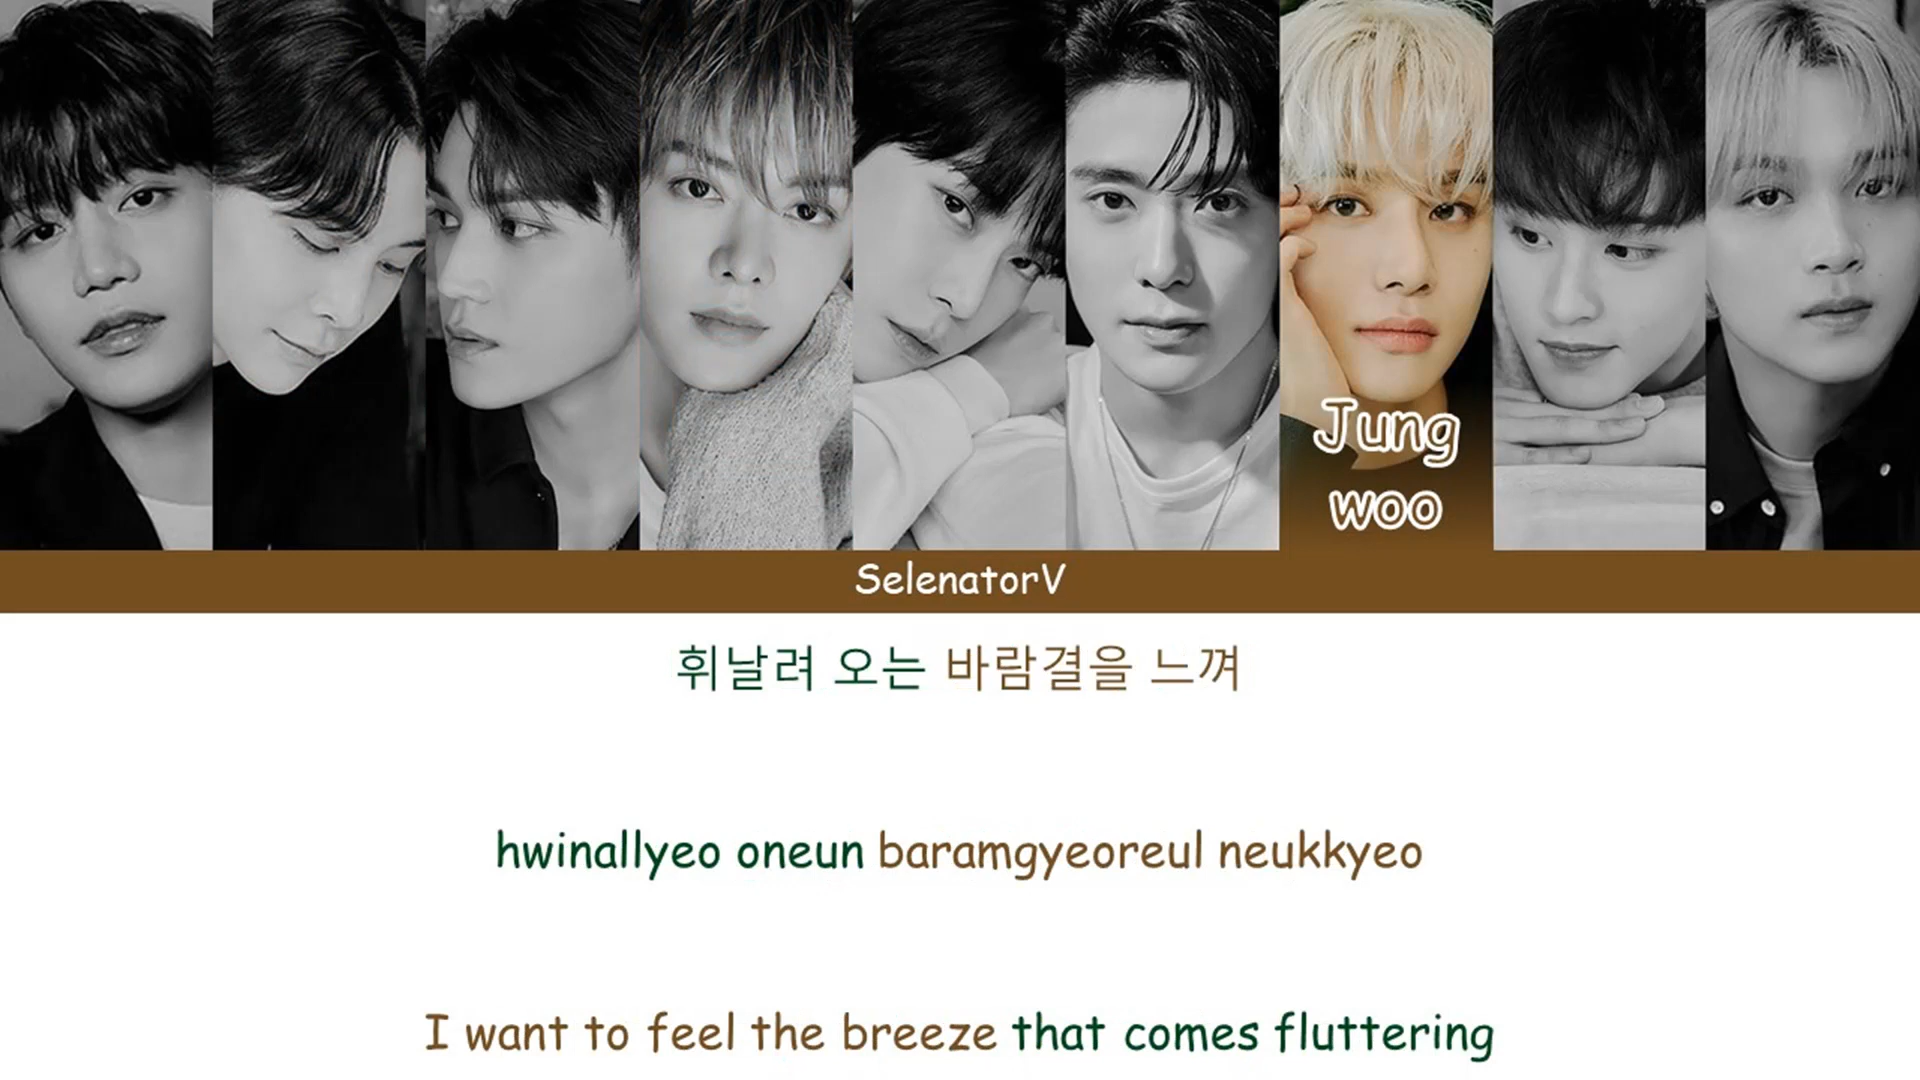 Jung
woo
SelenatorV
휘날려 오는 바람결을 느껴
hwinallyeo oneun baramgyeoreul neukkyeo
I want to feel the breeze that comes fluttering